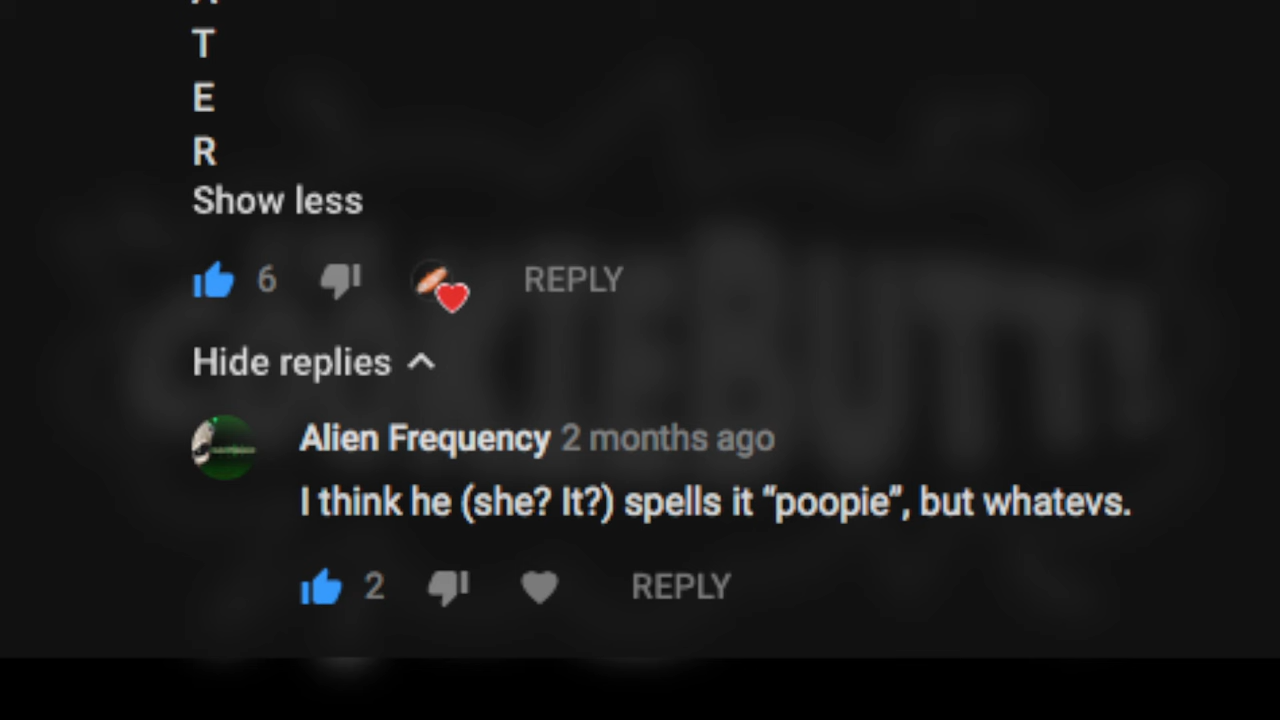 T
E
R
Show less
6 REPLY
Hide replies
Alien Frequency 2 months ago
I think he (she? It?) spells it “poopie”, but whatevs.
2 REPLY